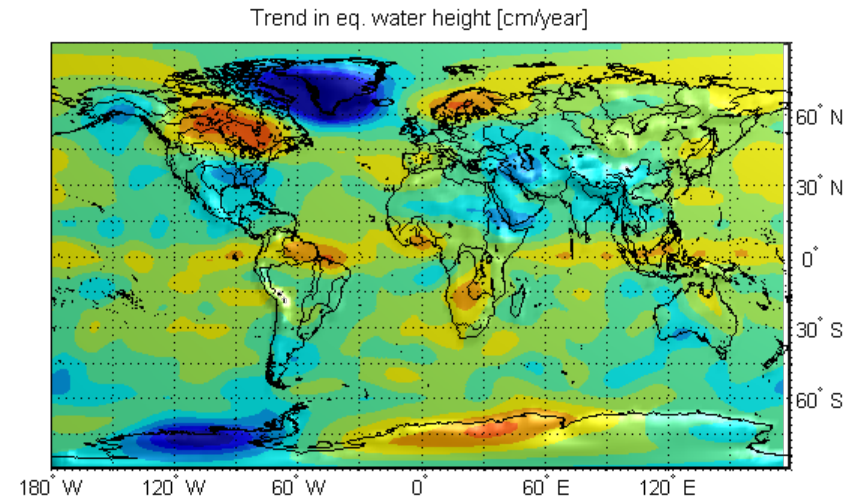 Trend in eq. water height [cm/year]
60° N
30° N
0°
30° S
60° S
180° W 120° W 60° W 0° 60° E 120° E